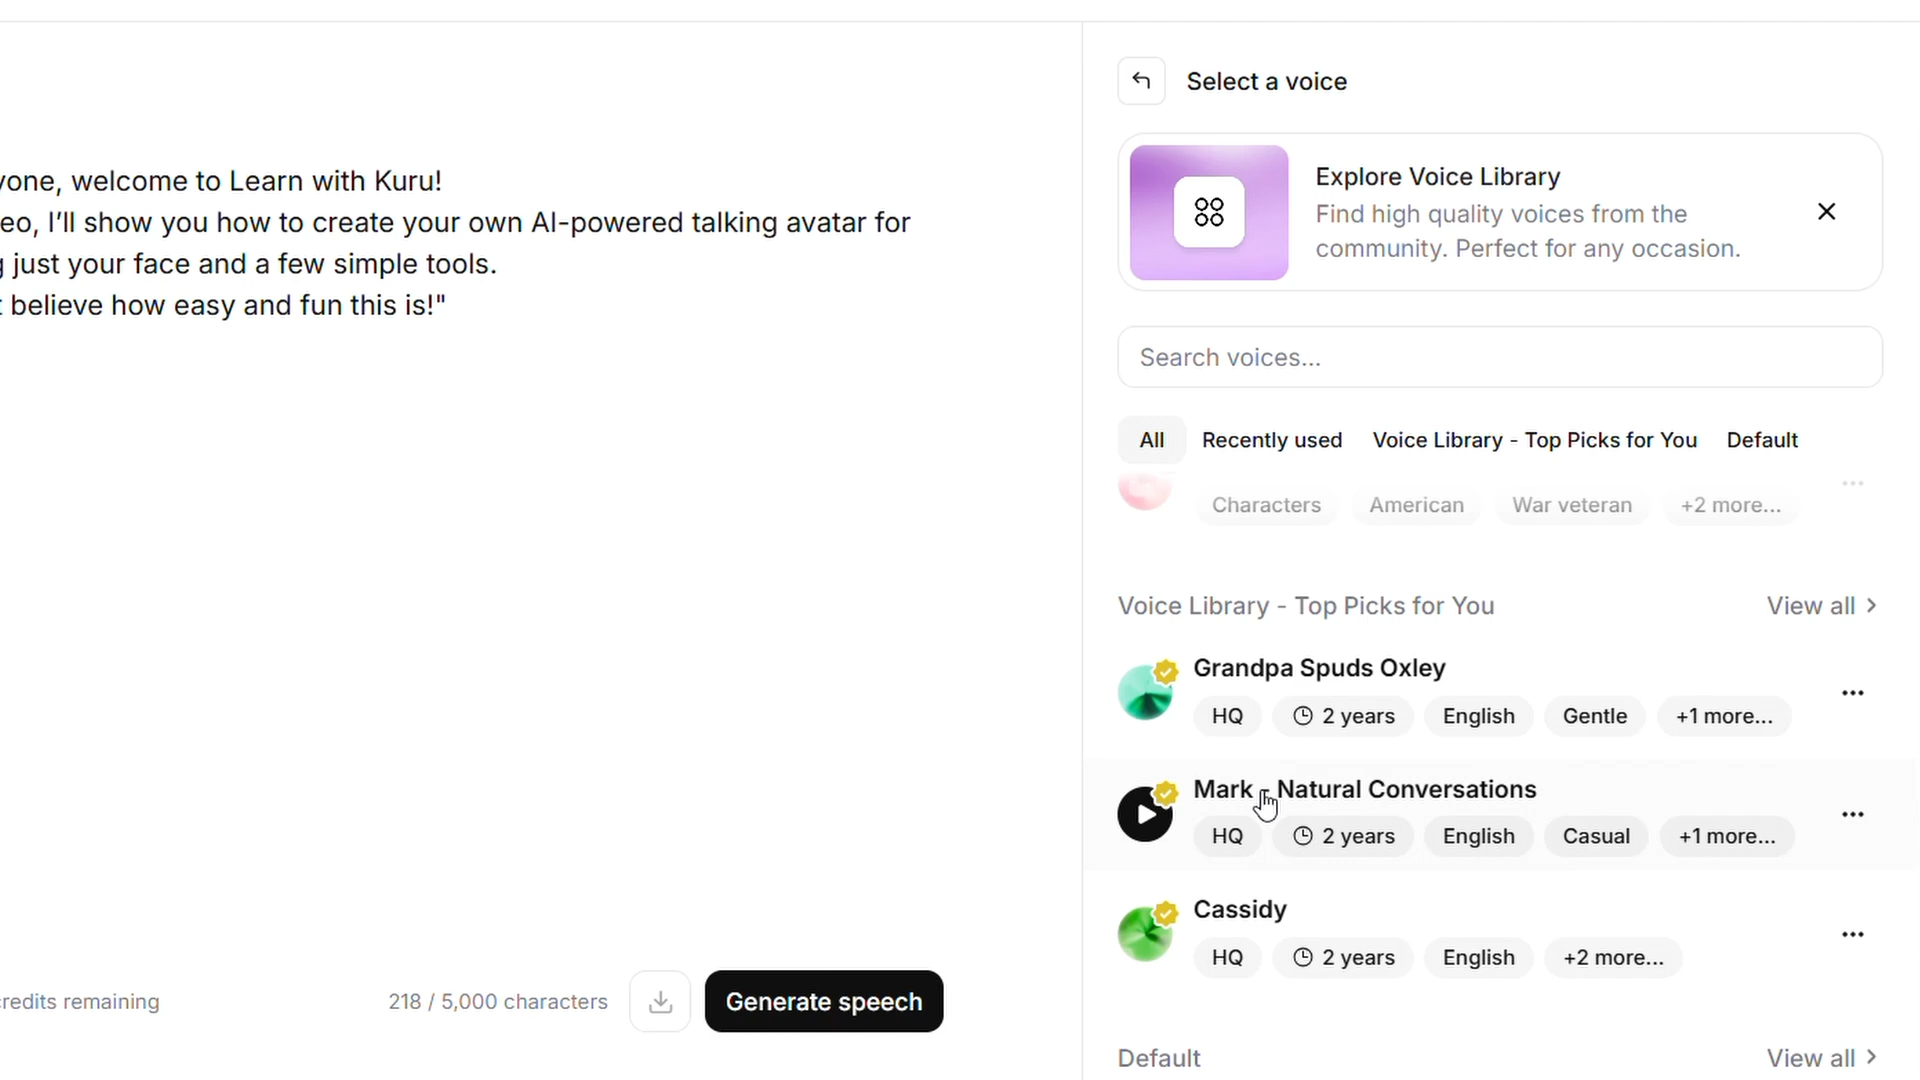 Select a voice
Explore Voice Library
Find high quality voices from the
community. Perfect for any occasion.
welcome to Learn with Kuru!
I'll show you how to create your own AI-powered talking avatar for
just your face and a few simple tools.
believe how easy and fun this is!"
Search voices...
All Recently used Voice Library - Top Picks for You Default
Characters American War veteran +2 more...
Voice Library - Top Picks for You View all
Grandpa Spuds Oxley
HQ 2 years English Gentle +1 more...
Mark - Natural Conversations
HQ 2 years English Casual +1 more...
Cassidy
HQ 2 years English +2 more...
remaining 218 / 5,000 characters Generate speech
Default View all